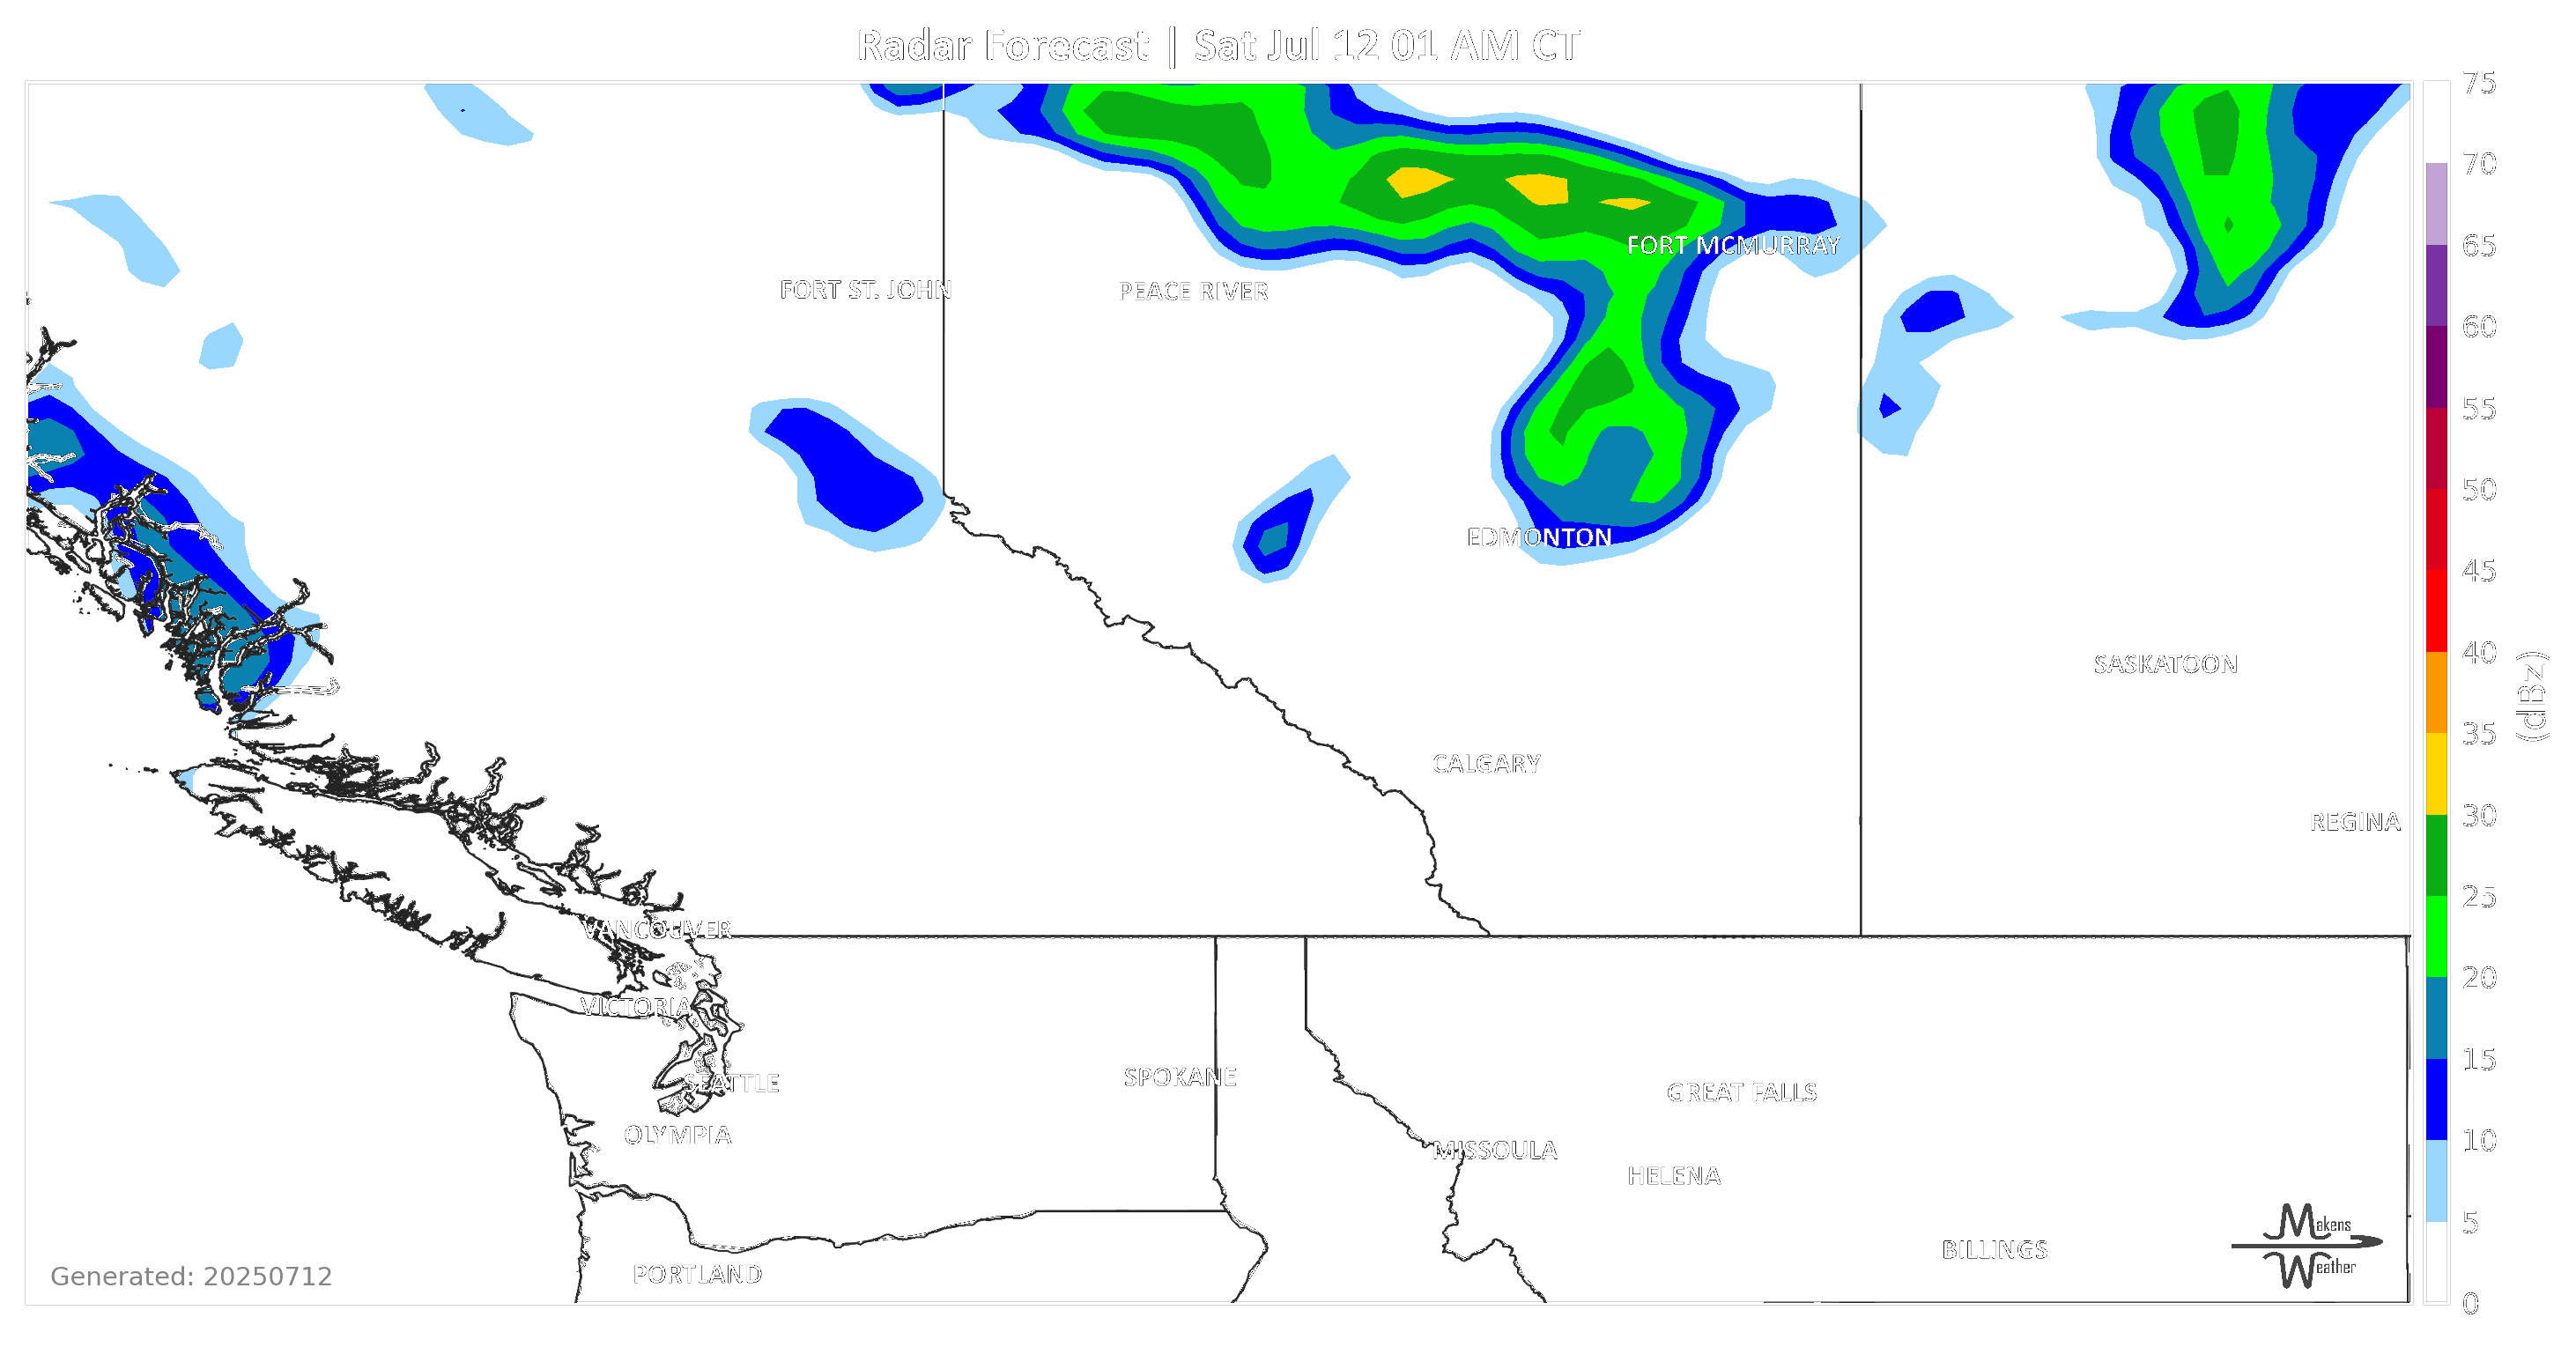 Radar Forecast | Sat Jul 12 01 AM CT
75
70
65
60
55
50
45
40
35
30
25
20
15
10
5
0
(dBz)
FORT MCMURRAY
FORT ST. JOHN
PEACE RIVER
EDMONTON
SASKATOON
CALGARY
REGINA
VANCOUVER
VICTORIA
SEATTLE
SPOKANE
GREAT FALLS
OLYMPIA
MISSOULA
HELENA
BILLINGS
PORTLAND
Makens
Weather
Generated: 20250712